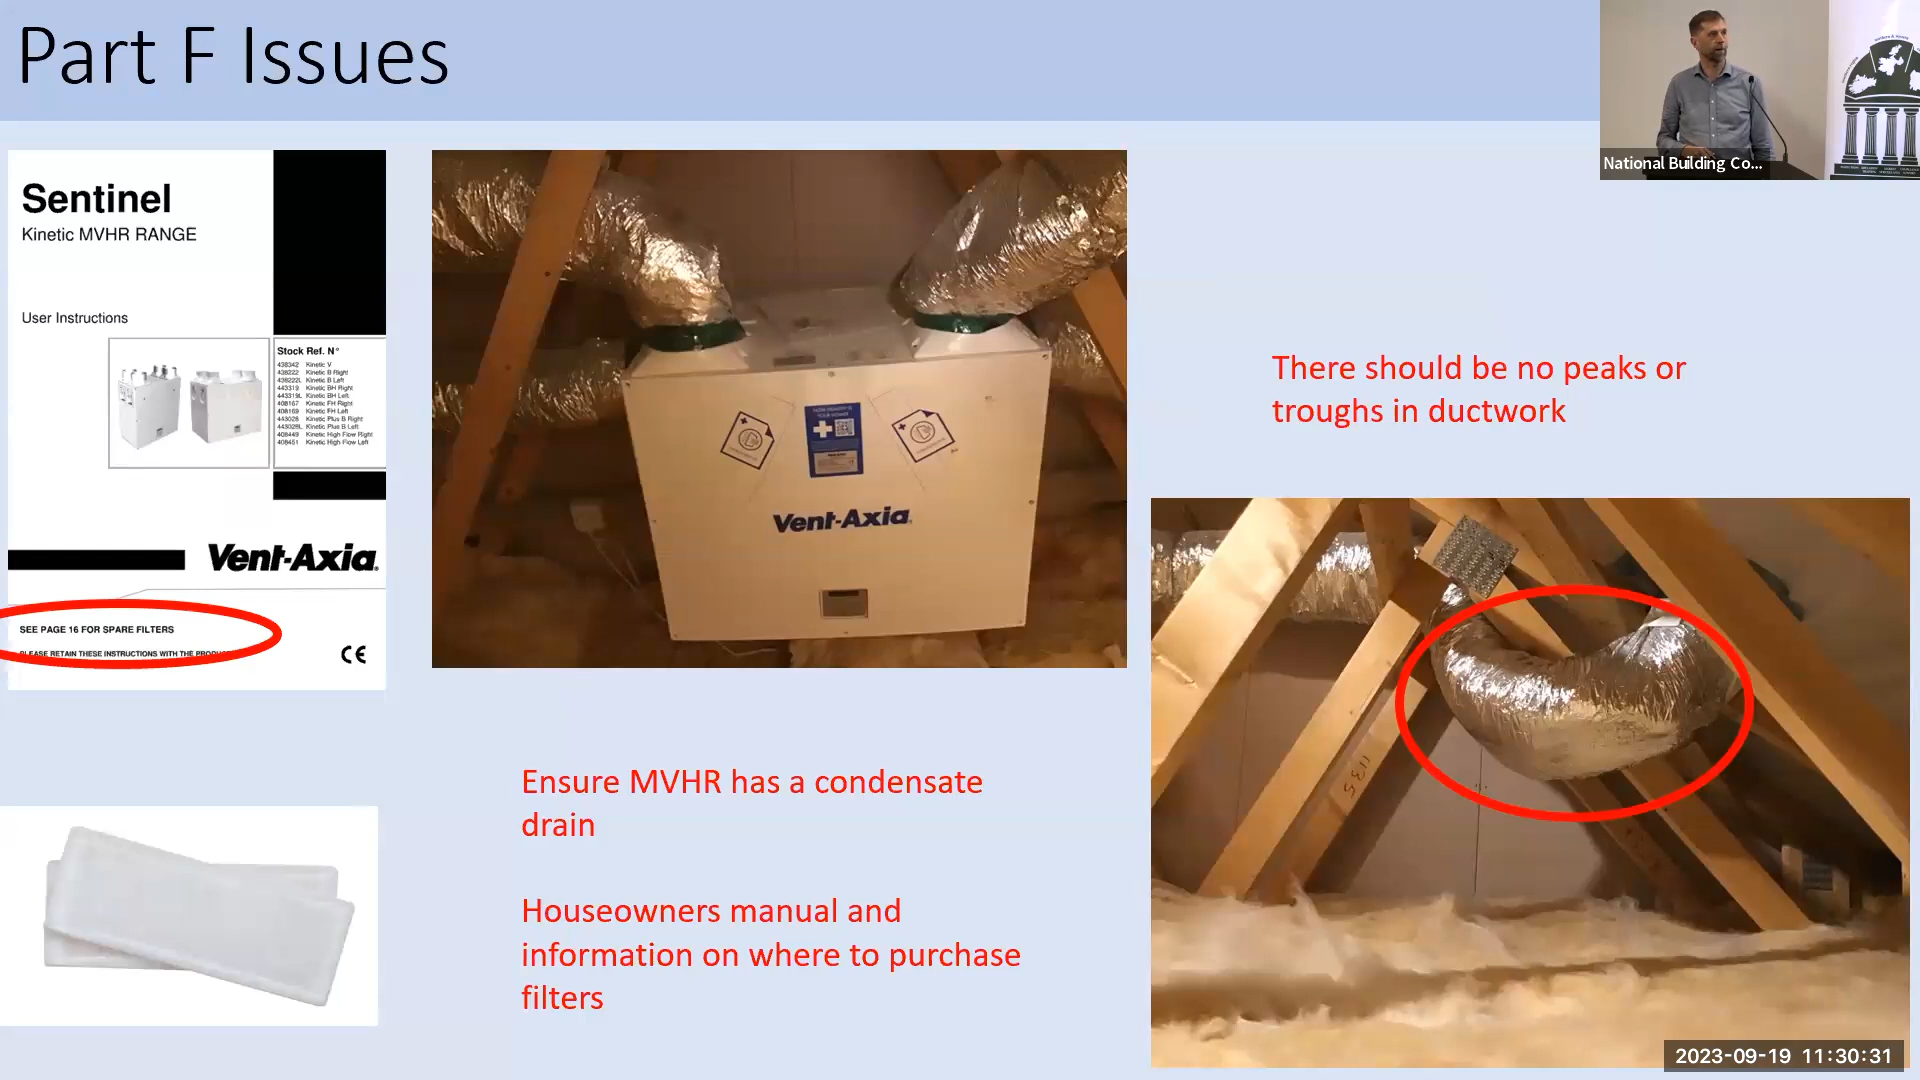 Part F Issues
National Building Co...
Sentinel
Kinetic MVHR RANGE
User Instructions
Stock Ref. N°
438342 Kinetic V
438222 Kinetic B Right
438222L Kinetic B Left
443319 Kinetic BH Right
443319L Kinetic BH Left
408167 Kinetic FH Right
408169 Kinetic FH Left
443028 Kinetic Plus B Right
443028L Kinetic Plus B Left
408449 Kinetic High Flow Right
408451 Kinetic High Flow Left
Vent-Axia.
SEE PAGE 16 FOR SPARE FILTERS
PLEASE RETAIN THESE INSTRUCTIONS WITH THE
CE
Vent-Axia.
There should be no peaks or
troughs in ductwork
1135
Ensure MVHR has a condensate
drain
Houseowners manual and
information on where to purchase
filters
2023-09-19 11:30:31